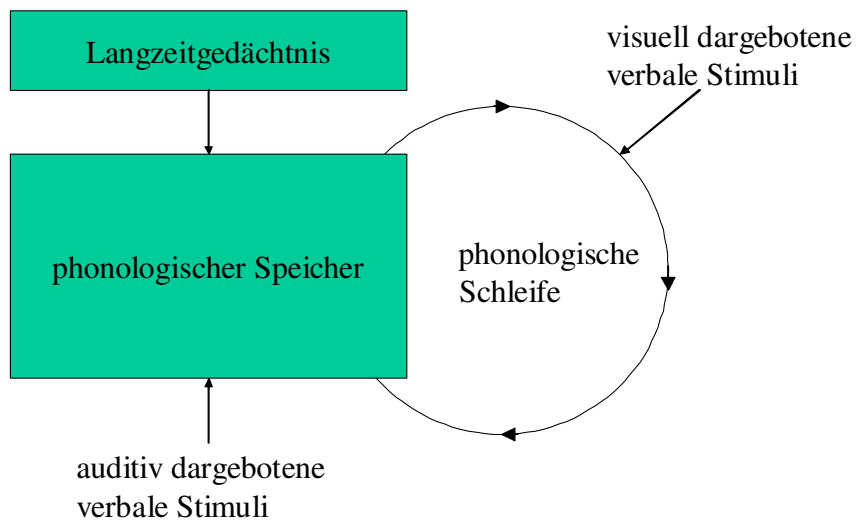 Langzeitgedächtnis
visuell dargebotene
verbale Stimuli
phonologischer Speicher
phonologische
Schleife
auditiv dargebotene
verbale Stimuli